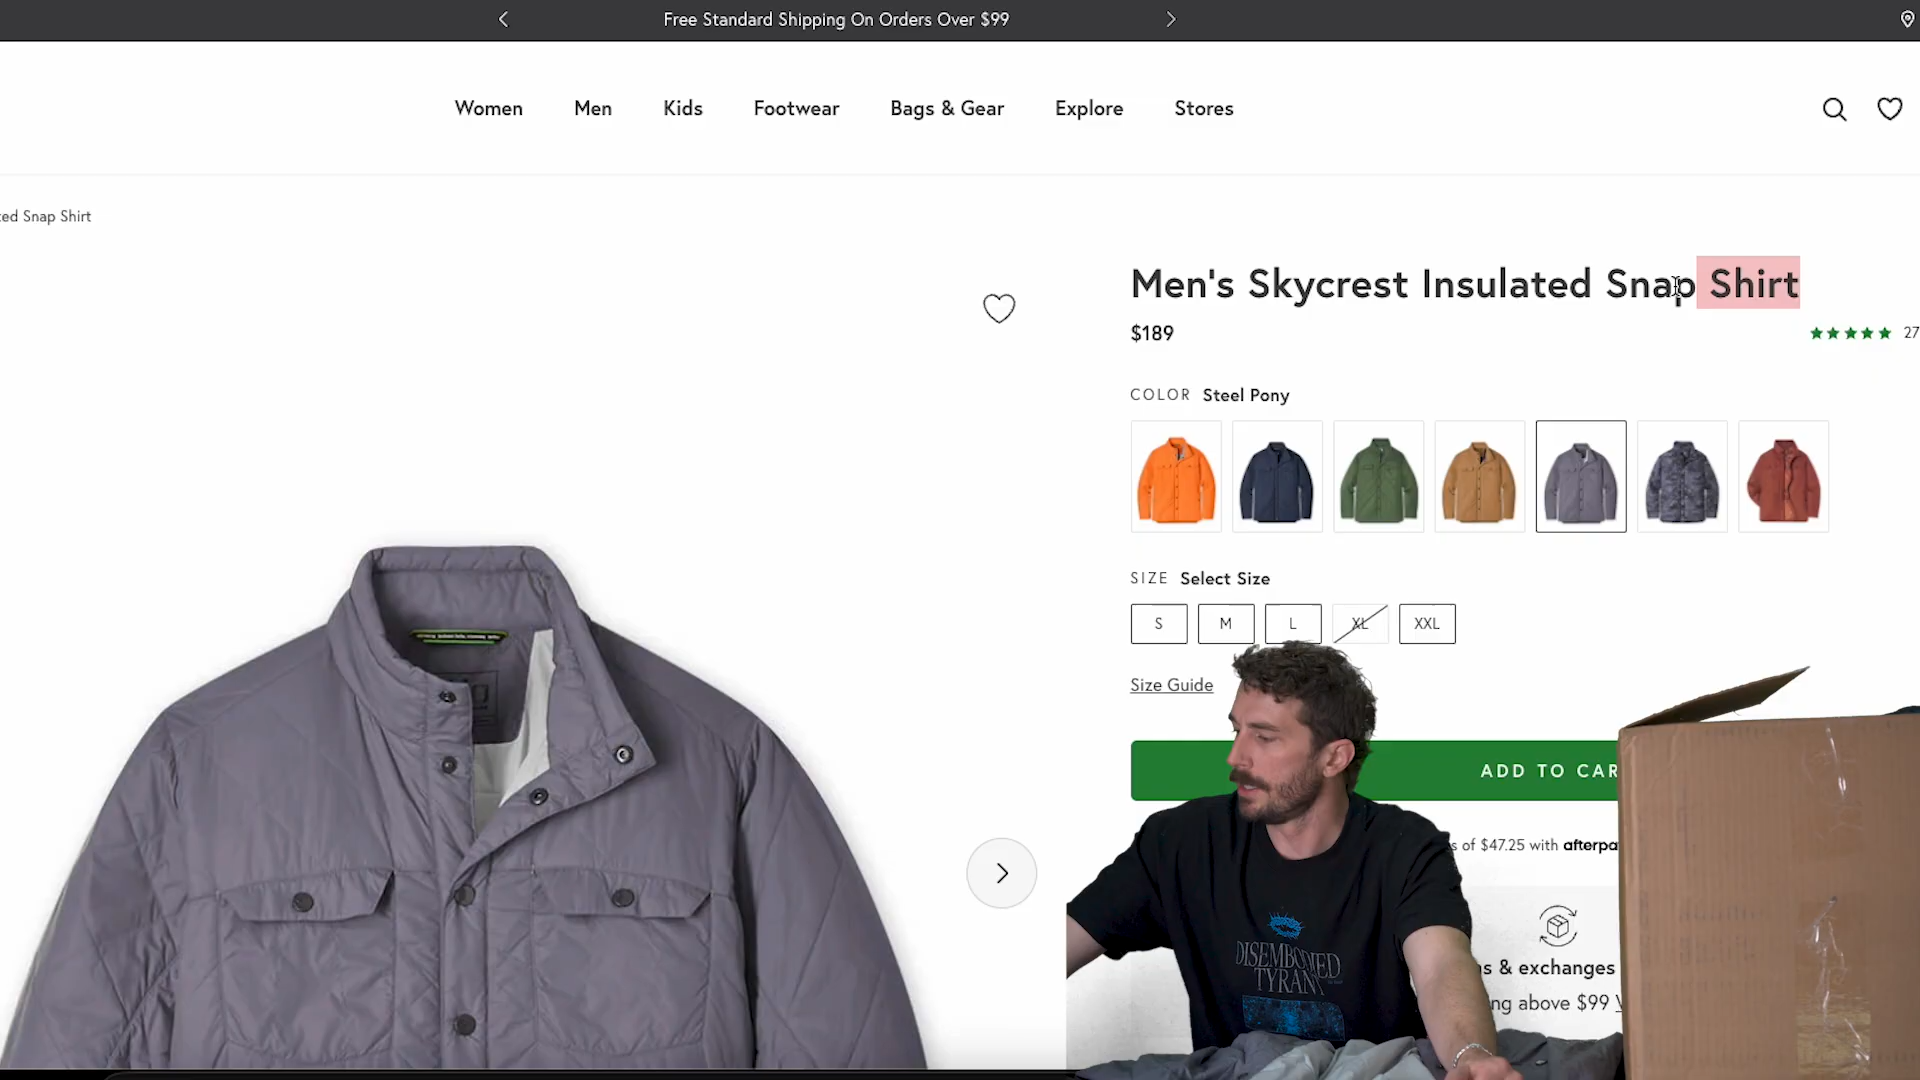 Free Standard Shipping On Orders Over $99
Women
Men
Kids
Footwear
Bags & Gear
Explore
Stores
ted Snap Shirt
Men's Skycrest Insulated Snap Shirt
$189
27
COLOR Steel Pony
SIZE Select Size
S
M
L
XL
XXL
Size Guide
ADD TO CAR
s of $47.25 with afterpa
s & exchanges
ng above $99
DISEMBODIED
TYRANT